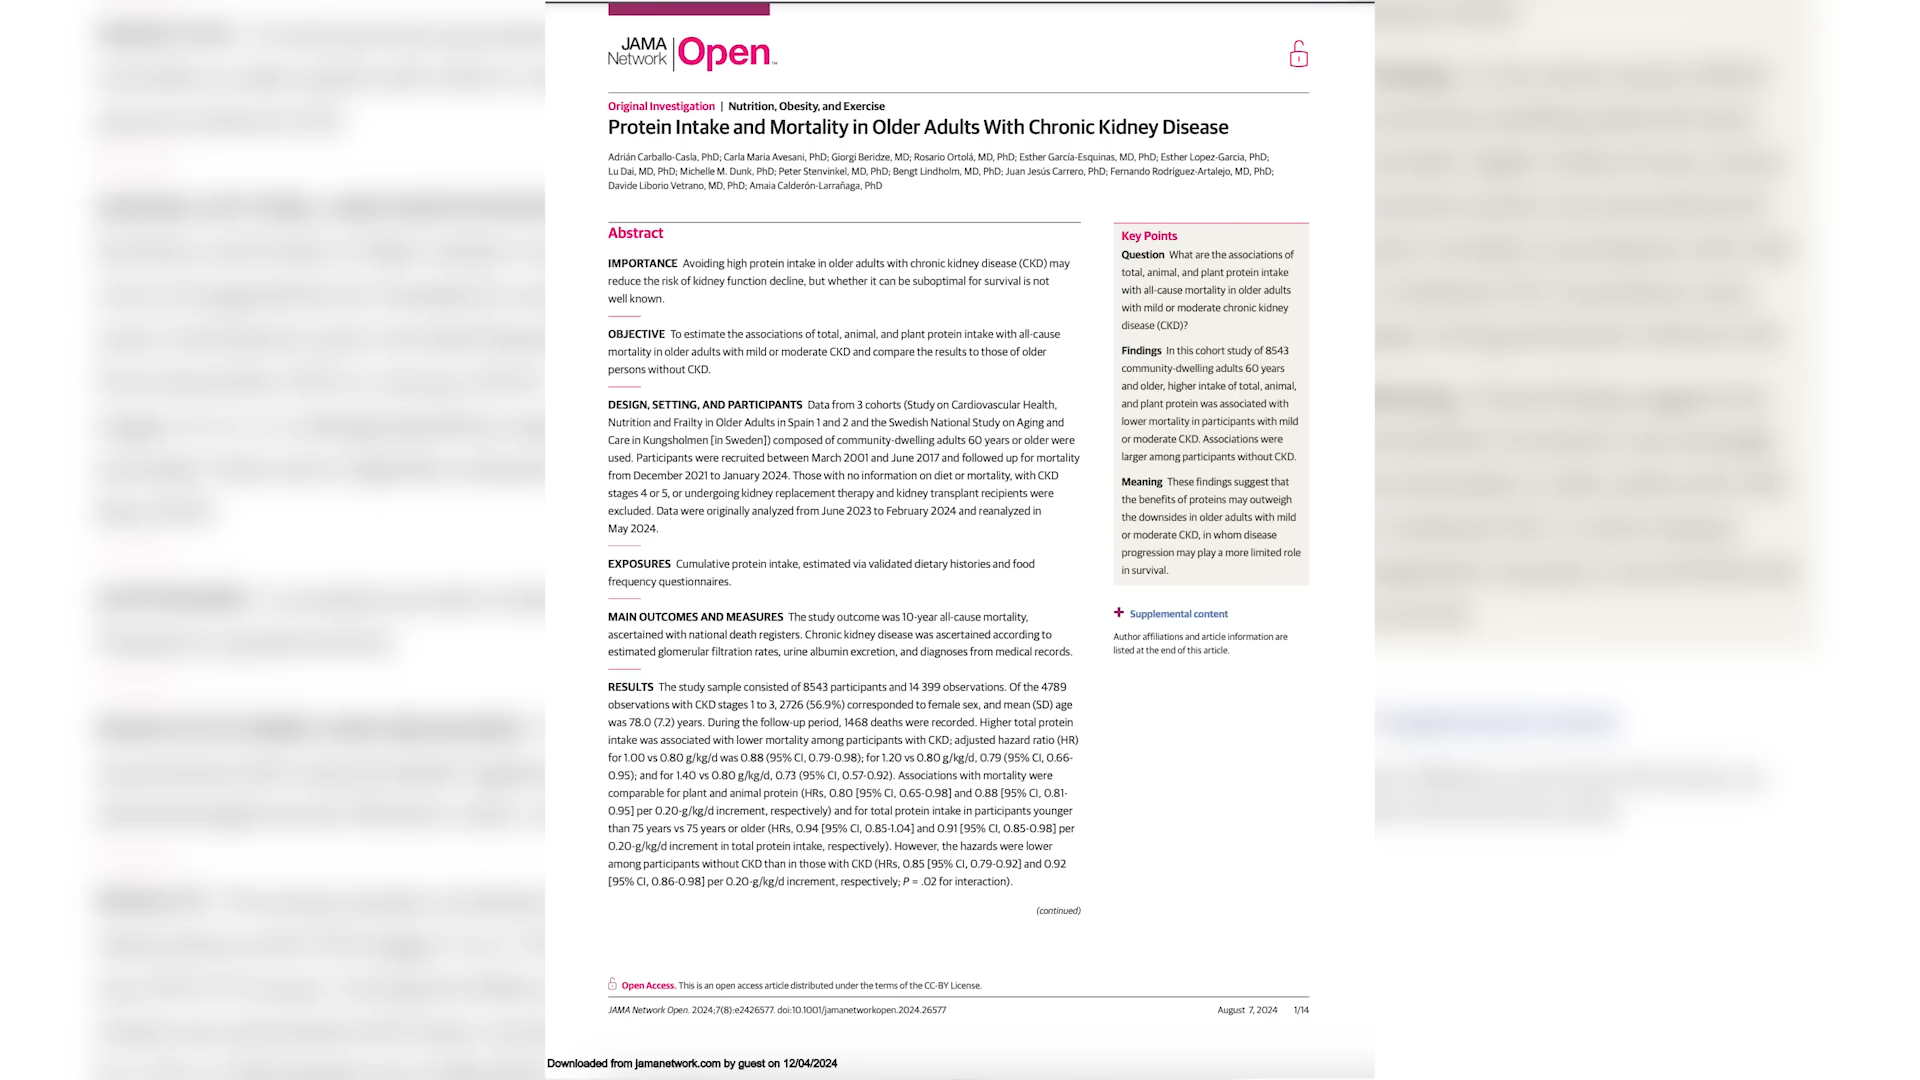 JAMA
Network Open™
Original Investigation | Nutrition, Obesity, and Exercise
Protein Intake and Mortality in Older Adults With Chronic Kidney Disease
Adrián Carballo-Casla, PhD; Carla Maria Avesani, PhD; Giorgi Beridze, MD; Rosario Ortolá, MD, PhD; Esther García-Esquinas, MD, PhD; Esther Lopez-Garcia, PhD;
Lu Dai, MD, PhD; Michelle M. Dunk, PhD; Peter Stenvinkel, MD, PhD; Bengt Lindholm, MD, PhD; Juan Jesús Carrero, PhD; Fernando Rodríguez-Artalejo, MD, PhD;
Davide Liborio Vetrano, MD, PhD; Amaia Calderón-Larrañaga, PhD
Abstract
IMPORTANCE Avoiding high protein intake in older adults with chronic kidney disease (CKD) may
reduce the risk of kidney function decline, but whether it can be suboptimal for survival is not
well known.
OBJECTIVE To estimate the associations of total, animal, and plant protein intake with all-cause
mortality in older adults with mild or moderate CKD and compare the results to those of older
persons without CKD.
DESIGN, SETTING, AND PARTICIPANTS Data from 3 cohorts (Study on Cardiovascular Health,
Nutrition and Frailty in Older Adults in Spain 1 and 2 and the Swedish National Study on Aging and
Care in Kungsholmen [in Sweden]) composed of community-dwelling adults 60 years or older were
used. Participants were recruited between March 2001 and June 2017 and followed up for mortality
from December 2021 to January 2024. Those with no information on diet or mortality, with CKD
stages 4 or 5, or undergoing kidney replacement therapy and kidney transplant recipients were
excluded. Data were originally analyzed from June 2023 to February 2024 and reanalyzed in
May 2024.
EXPOSURES Cumulative protein intake, estimated via validated dietary histories and food
frequency questionnaires.
MAIN OUTCOMES AND MEASURES The study outcome was 10-year all-cause mortality,
ascertained with national death registers. Chronic kidney disease was ascertained according to
estimated glomerular filtration rates, urine albumin excretion, and diagnoses from medical records.
RESULTS The study sample consisted of 8543 participants and 14 399 observations. Of the 4789
observations with CKD stages 1 to 3, 2726 (56.9%) corresponded to female sex, and mean (SD) age
was 78.0 (7.2) years. During the follow-up period, 1468 deaths were recorded. Higher total protein
intake was associated with lower mortality among participants with CKD; adjusted hazard ratio (HR)
for 1.00 vs 0.80 g/kg/d was 0.88 (95% CI, 0.79-0.98); for 1.20 vs 0.80 g/kg/d, 0.79 (95% CI, 0.66-
0.95); and for 1.40 vs 0.80 g/kg/d, 0.73 (95% CI, 0.57-0.92). Associations with mortality were
comparable for plant and animal protein (HRs, 0.80 [95% CI, 0.65-0.98] and 0.88 [95% CI, 0.81-
0.95] per 0.20-g/kg/d increment, respectively) and for total protein intake in participants younger
than 75 years vs 75 years or older (HRs, 0.94 [95% CI, 0.85-1.04] and 0.91 [95% CI, 0.85-0.98] per
0.20-g/kg/d increment in total protein intake, respectively). However, the hazards were lower
among participants without CKD than in those with CKD (HRs, 0.85 [95% CI, 0.79-0.92] and 0.92
[95% CI, 0.86-0.98] per 0.20-g/kg/d increment, respectively; P = .02 for interaction).
(continued)
Key Points
Question What are the associations of
total, animal, and plant protein intake
with all-cause mortality in older adults
with mild or moderate chronic kidney
disease (CKD)?
Findings In this cohort study of 8543
community-dwelling adults 60 years
and older, higher intake of total, animal,
and plant protein was associated with
lower mortality in participants with mild
or moderate CKD. Associations were
larger among participants without CKD.
Meaning These findings suggest that
the benefits of proteins may outweigh
the downsides in older adults with mild
or moderate CKD, in whom disease
progression may play a more limited role
in survival.
+ Supplemental content
Author affiliations and article information are
listed at the end of this article.
Open Access. This is an open access article distributed under the terms of the CC-BY License.
JAMA Network Open. 2024;7(8):e2426577. doi:10.1001/jamanetworkopen.2024.26577
August 7, 2024 1/14
Downloaded from jamanetwork.com by guest on 12/04/2024